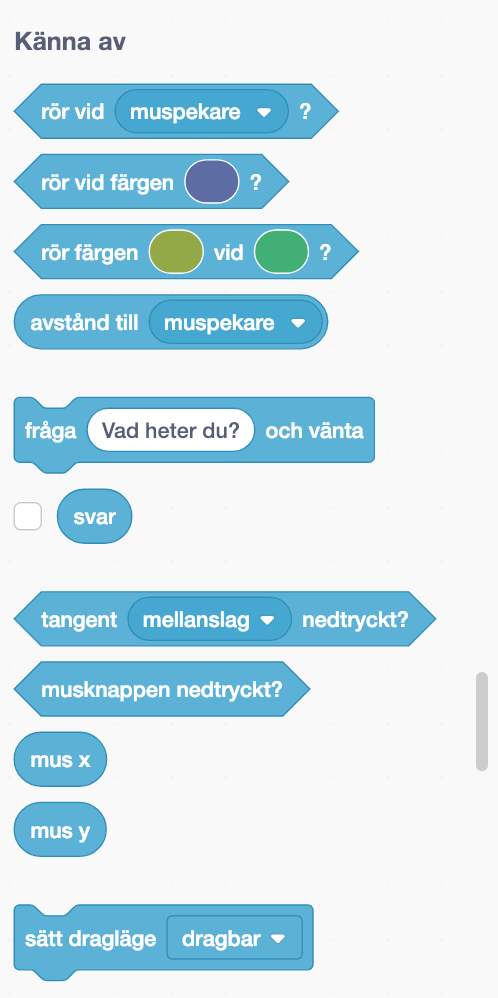 Känna av
rör vid muspekare ?
rör vid färgen ?
rör färgen vid ?
avstånd till muspekare
fråga Vad heter du? och vänta
svar
tangent mellanslag nedtryckt?
musknappen nedtryckt?
mus x
mus y
sätt dragläge dragbar